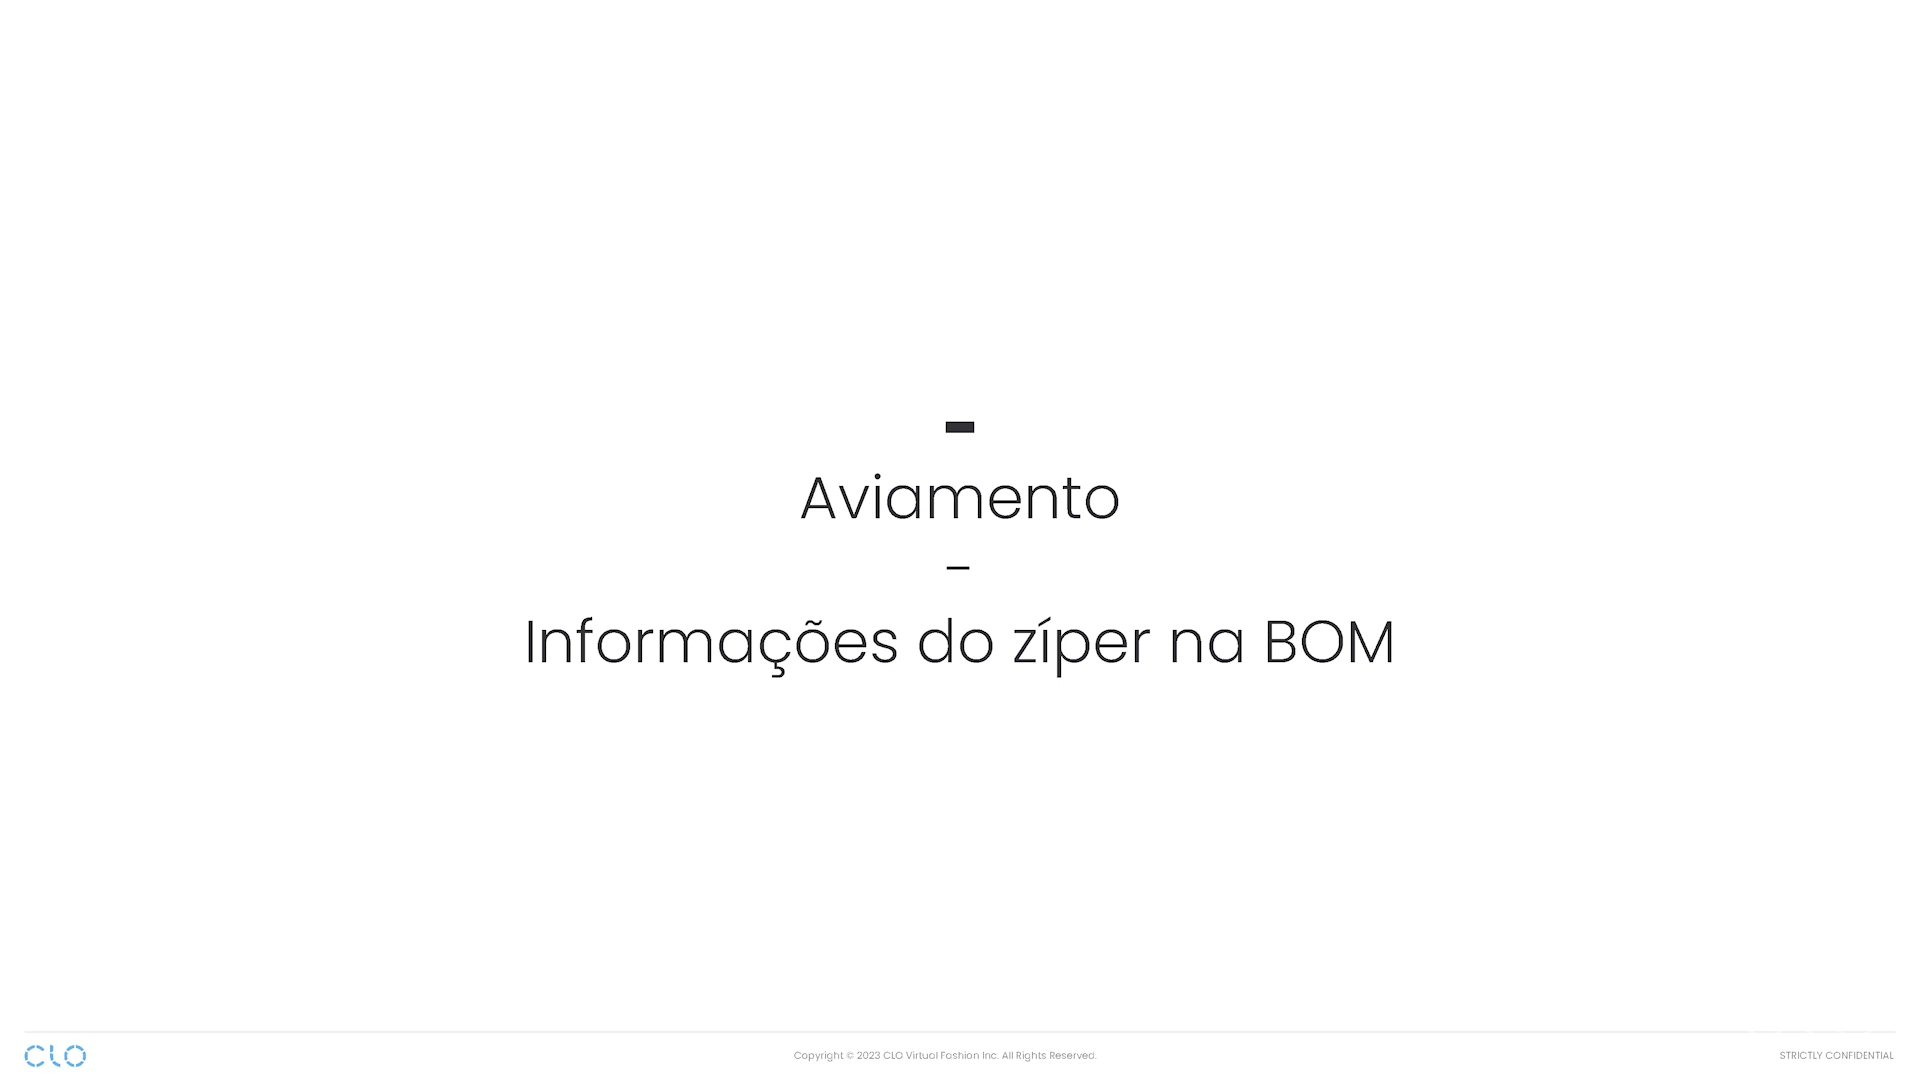 Aviamento
–
Informações do zíper na BOM
CLO
Copyright © 2023 CLO Virtual Fashion Inc. All Rights Reserved.
STRICTLY CONFIDENTIAL